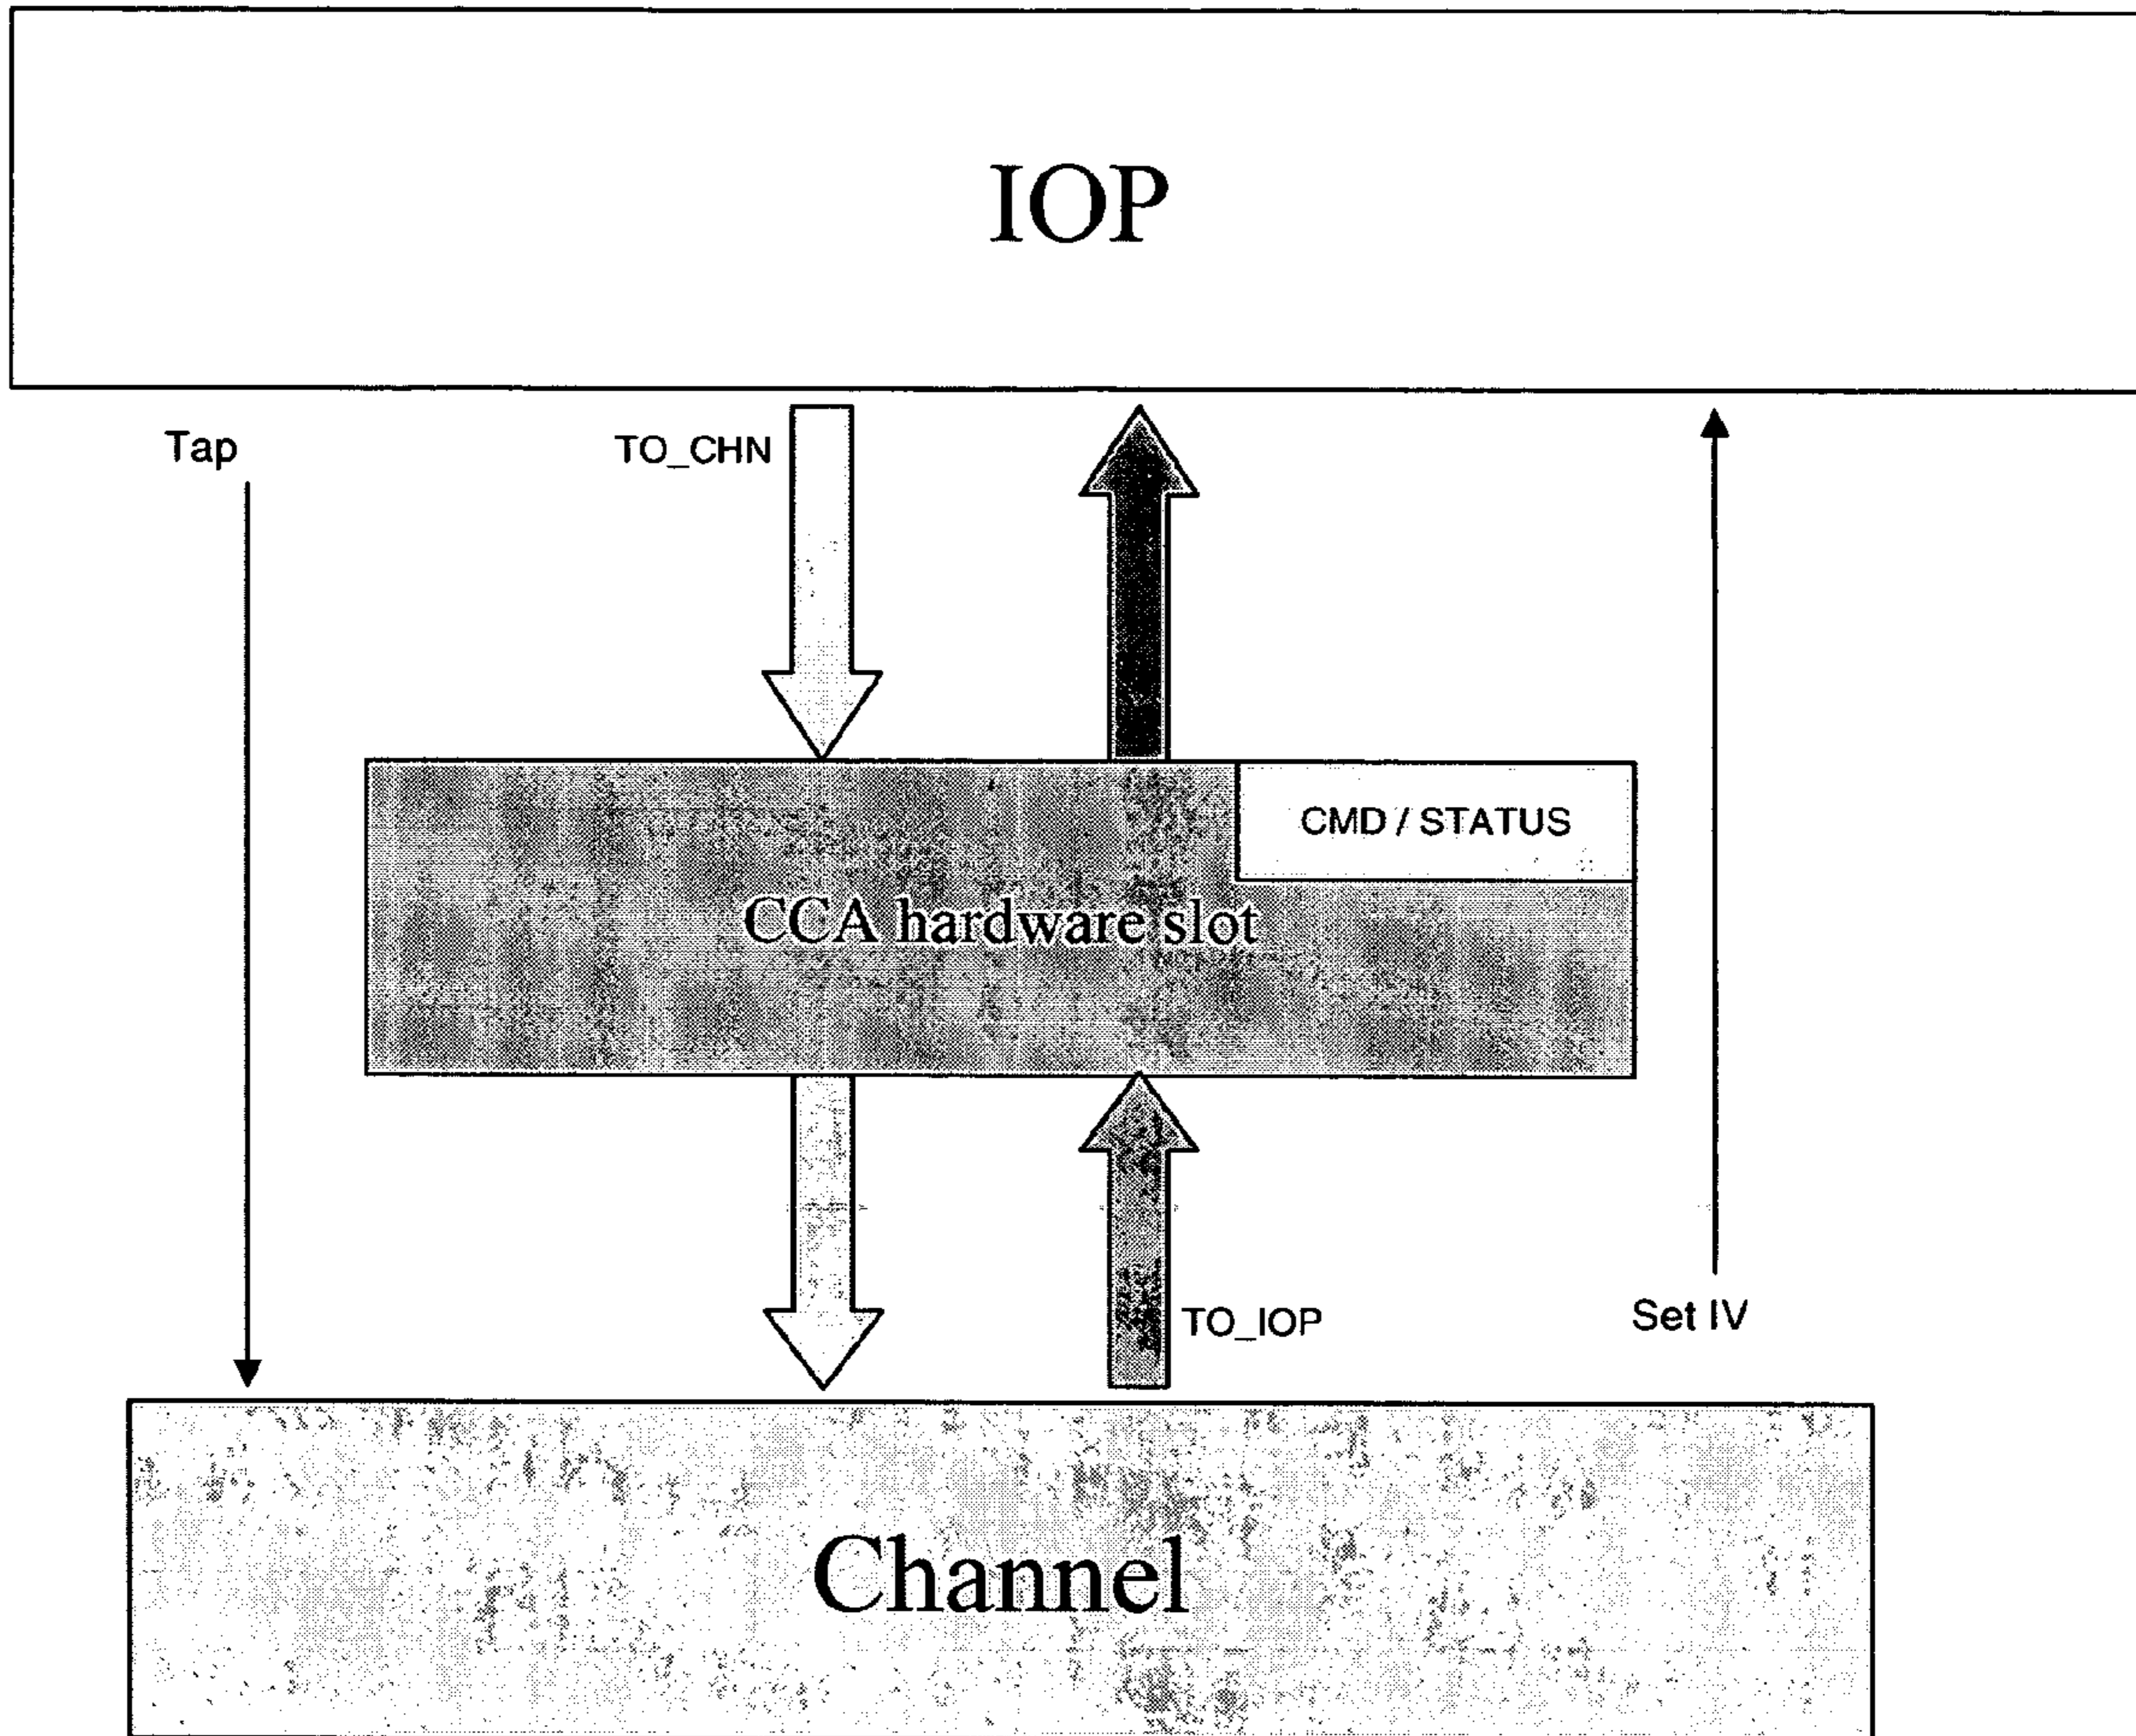 IOP
Tap
TO_CHN
CMD / STATUS
CCA hardware slot
TO_IOP
Set IV
Channel